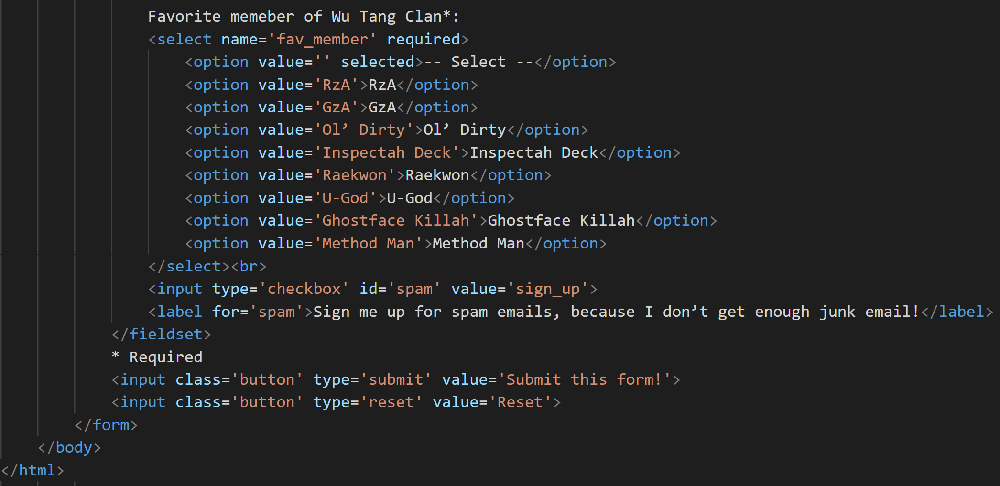 Favorite memeber of Wu Tang Clan*:
<select name='fav_member' required>
<option value='' selected>-- Select --</option>
<option value='RzA'>RzA</option>
<option value='GzA'>GzA</option>
<option value='Ol’ Dirty'>Ol’ Dirty</option>
<option value='Inspectah Deck'>Inspectah Deck</option>
<option value='Raekwon'>Raekwon</option>
<option value='U-God'>U-God</option>
<option value='Ghostface Killah'>Ghostface Killah</option>
<option value='Method Man'>Method Man</option>
</select><br>
<input type='checkbox' id='spam' value='sign_up'>
<label for='spam'>Sign me up for spam emails, because I don’t get enough junk email!</label>
</fieldset>
* Required
<input class='button' type='submit' value='Submit this form!'>
<input class='button' type='reset' value='Reset'>
</form>
</body>
</html>